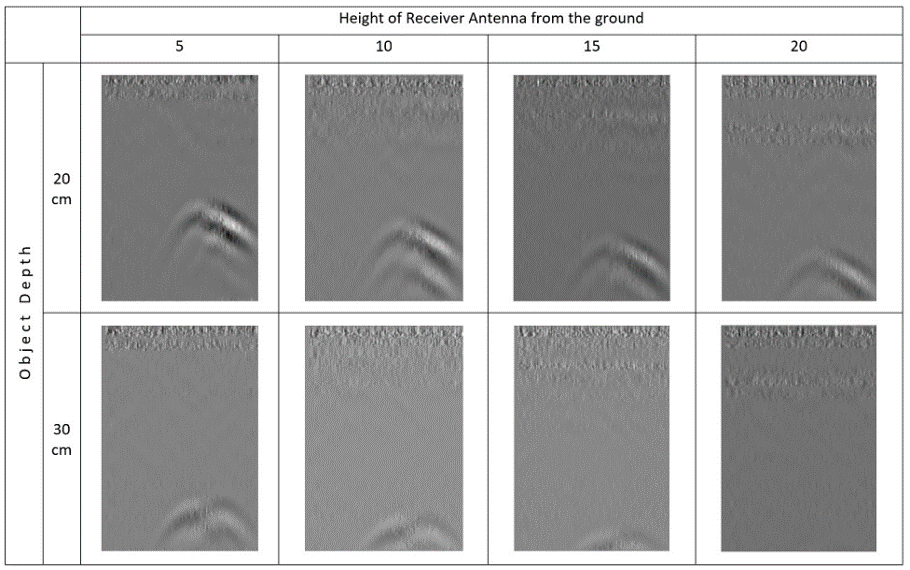 Height of Receiver Antenna from the ground
5 10 15 20
Object Depth
20
cm
30
cm